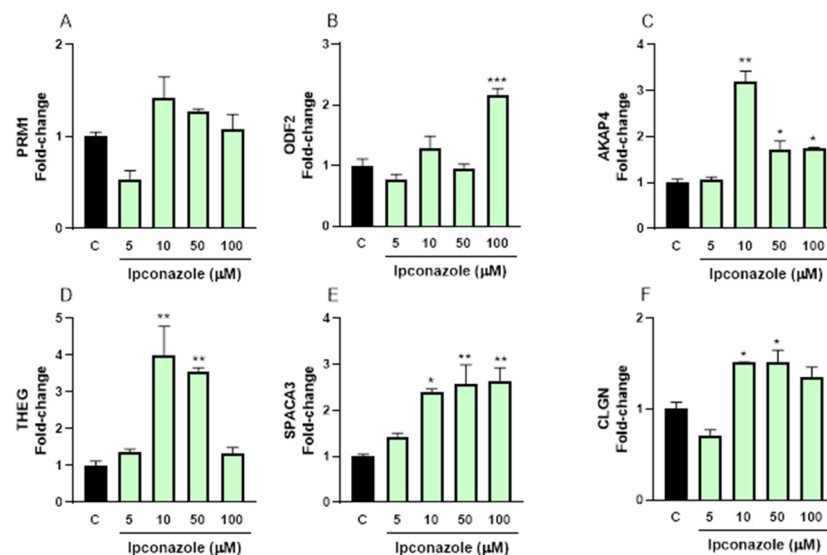 A
PRM1
Fold-change
2
1
0
C 5 10 50 100
Ipconazole (µM)
B
ODF2
Fold-change
3
2
1
0
***
C 5 10 50 100
Ipconazole (µM)
C
AKAP4
Fold-change
4
3
2
1
0
** * *
C 5 10 50 100
Ipconazole (µM)
D
THEG
Fold-change
5
4
3
2
1
0
** **
C 5 10 50 100
Ipconazole (µM)
E
SPACA3
Fold-change
4
3
2
1
0
* ** **
C 5 10 50 100
Ipconazole (µM)
F
CLGN
Fold-change
2
1
0
* *
C 5 10 50 100
Ipconazole (µM)